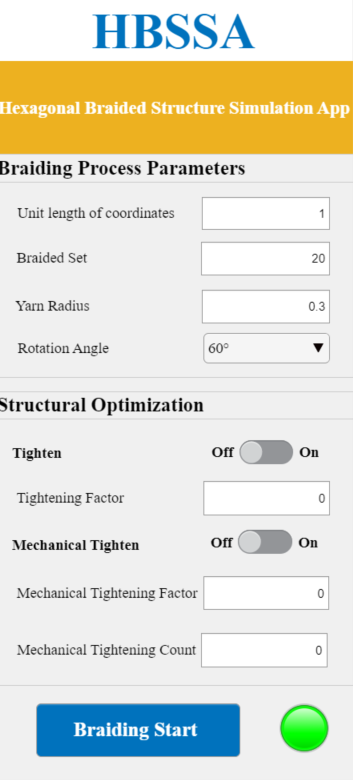 HBSSA
Hexagonal Braided Structure Simulation App
Braiding Process Parameters
Unit length of coordinates 1
Braided Set 20
Yarn Radius 0.3
Rotation Angle 60°
Structural Optimization
Tighten Off On
Tightening Factor 0
Mechanical Tighten Off On
Mechanical Tightening Factor 0
Mechanical Tightening Count 0
Braiding Start